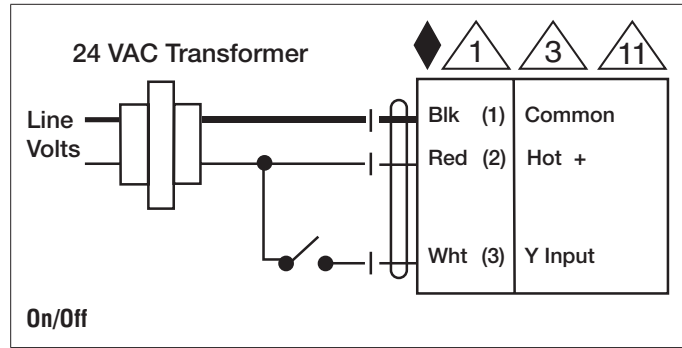 24 VAC Transformer
1 3 11
Line
Volts
Blk (1) Common
Red (2) Hot +
Wht (3) Y Input
On/Off